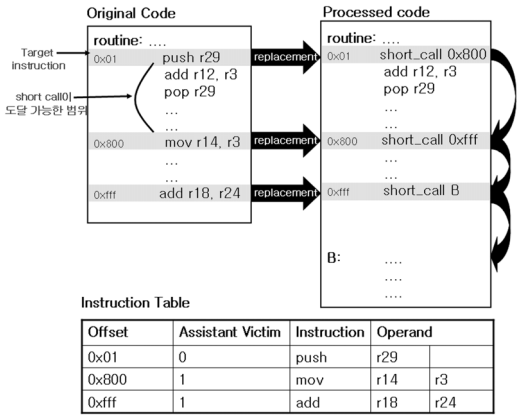 Original Code
Processed code
Target
instruction
routine: ....
0x01 push r29
add r12, r3
pop r29
...
...
0x800 mov r14, r3
...
...
0xfff add r18, r24
short call이
도달 가능한 범위
replacement
replacement
replacement
routine: ....
0x01 short_call 0x800
add r12, r3
pop r29
...
...
0x800 short_call 0xfff
...
...
0xfff short_call B
B: ....
....
....
Instruction Table
Offset Assistant Victim Instruction Operand
0x01 0 push r29
0x800 1 mov r14 r3
0xfff 1 add r18 r24